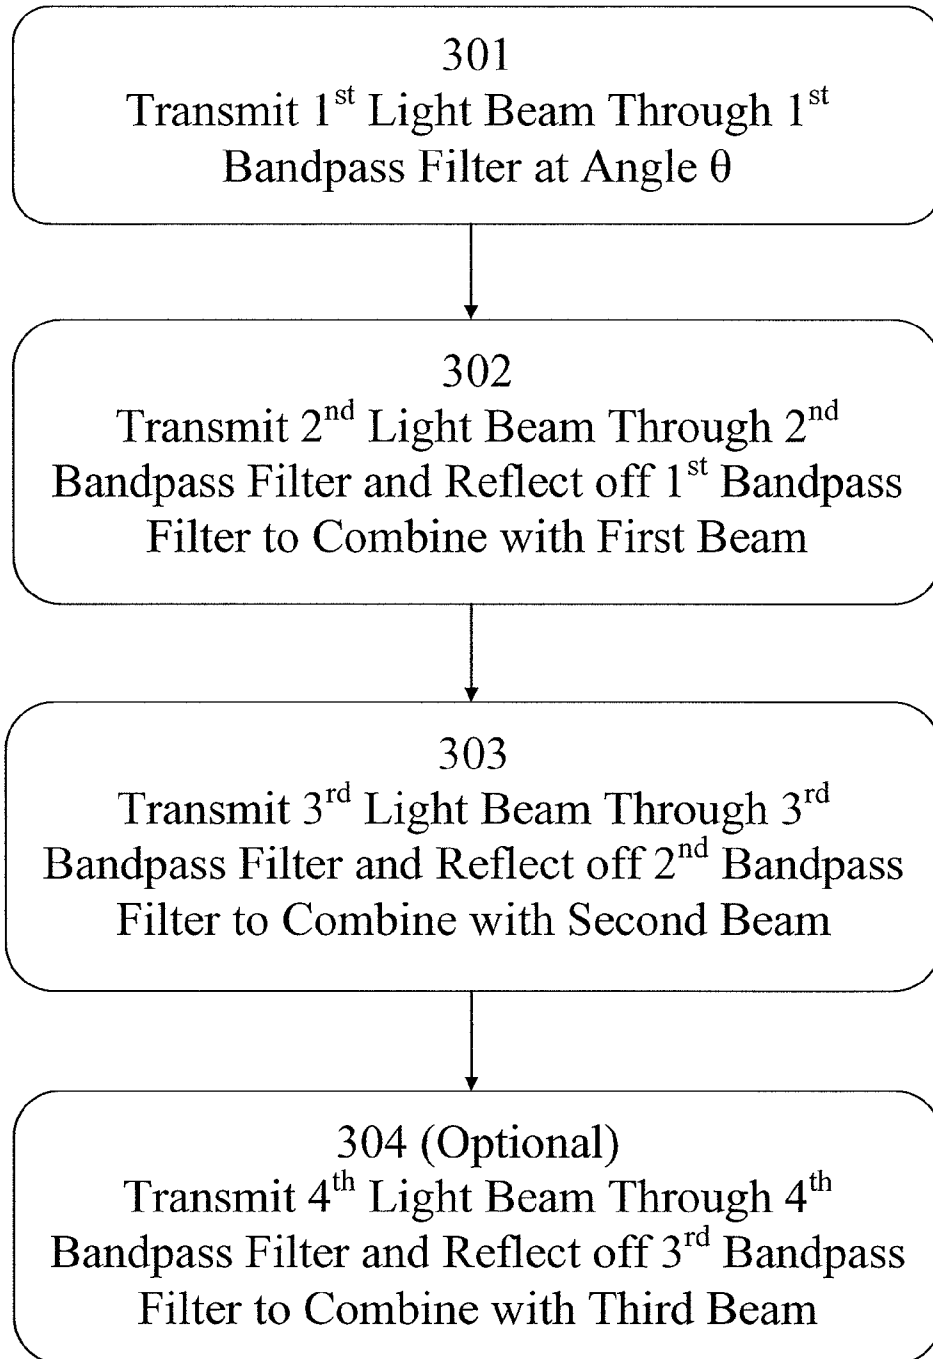 301
Transmit 1st Light Beam Through 1st
Bandpass Filter at Angle θ
302
Transmit 2nd Light Beam Through 2nd
Bandpass Filter and Reflect off 1st Bandpass
Filter to Combine with First Beam
303
Transmit 3rd Light Beam Through 3rd
Bandpass Filter and Reflect off 2nd Bandpass
Filter to Combine with Second Beam
304 (Optional)
Transmit 4th Light Beam Through 4th
Bandpass Filter and Reflect off 3rd Bandpass
Filter to Combine with Third Beam